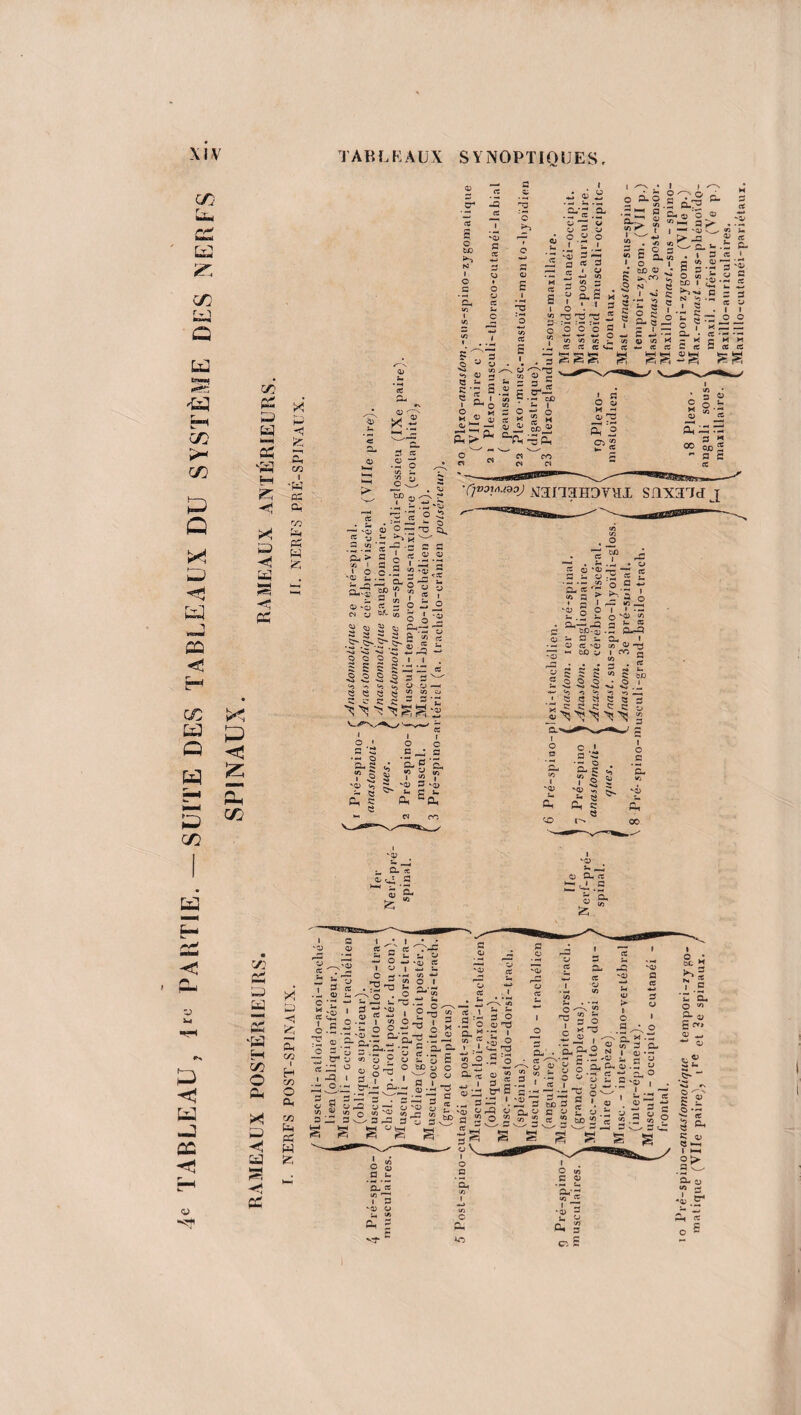 xiv TABLEAUX SYNOPTIQUES.
4e TABLEAU, 1re PARTIE. — SUITE DES TABLEAUX DU SYSTÈME DES NERFS
SPINAUX.
RAMEAUX POSTÉRIEURS.
I. NERFS POST-SPINAUX.
Musculi-atloïdo-axoi-trachélien (oblique inférieur.)
Musculi-occipito-trachélien (oblique supérieur).
Musculi-occipito-atloïdo-trachél. (p. droit postér. du con).
Musculi-occipito-dorsi-trachélien (grand droit postér.).
Musculi-occipito-dorsi-trach. (grand complexus)
4 Pré-spinos-musculaires.
5 Post-spino-cutanéi et post-spinal.
Musculi-atloi-axoi-trachélien (oblique inférieur).
Musc.-mastoïdo-dorsi-trach. (splénius).
Musculi-scapulo-trachélien (angulaire).
Musculi-occipito-dorsi-trach. (grand complexus).
Musc.-occipito-dorsi scapulaire (trapèze).
Musc.-inter-spino-vertébral (inter-épineux).
Musculi-occipito-cutanéi frontal.
9 Pré-spino-musculaires.
10 Pré-spino-anastomotique tempori-zygomatique (VIIe paire), 1re et 3e spinaux.
Ier Nerf-pré-spinal.
IIe Nerf-pré-spinal.
RAMEAUX ANTÉRIEURS.
II. NERFS PRÉ-SPINAUX.
1 Pré-spino-anastomotiques.
Anastomotique 2e pré-spinal.
Anastomotique cérébro-viscéral (VIIIe paire).
Anastomotique ganglionnaire.
Anastomotique sus-spino-hyoïdi-glossien (IXe paire).
2 Pré-spino-muscul.
Musculi-temporo-sous-auxillaire (crotaphite),
Musculi-basilo-trachélien (droit).
3 Pré-spino-artériel (a. trachélo-crânien postérieur).
6 Pré-spino-plexi-trachélien.
7 Pré-spino-anastomotiques.
Anastom. 1er pré-spinal.
Anastom. ganglionnaire.
Anastom. cérébro-viscéral.
Anast. sus-spino-hyoïdi-gloss.
Anastom. 3e pré-spinal.
8 Pré-spino-musculi-grand-basilo-trachélien.
PLEXUS TRACHÉLIEN (cervical).
20 Plexo-anastom.-sus-spino-zygomatique (VIIe paire c).
21 Plexo-musculi-thoraco-cutanéi-labial (peaussier).
22 Plexo-musc.-mastoïdi-mento-hyoïdien (digastrique).
23 Plexo-glanduli-sous-maxillaire.
19 Plexo-mastoïdien.
Mastoïdo-cutanéi-occipit.
Mastoïd.-post-auriculaire.
Mastoïd musculi-occipito-frontaux.
18 Plexo-anguli sous-maxillaire.
Mast-anastom.-sus-spino-tempori-zygom. (VII p.)
Mast-anast. 3e post-spinal.
Maxillo-anast.-sus-spino-tempori-zygom. (VIIe p.)
Max.-anast.-sus-phénoïdo-maxil. inférieur (Ve p.)
Maxillo-auriculaires.
Maxillo-cutanéi-pariétaux.